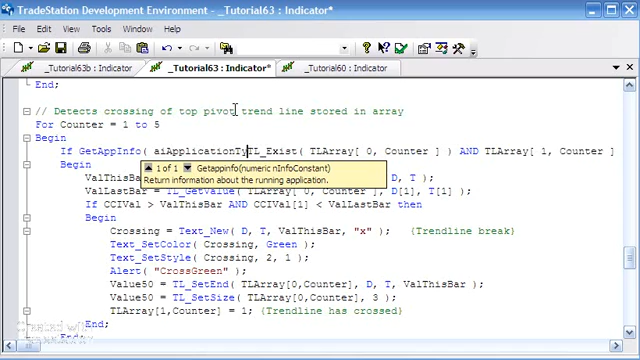 TradeStation Development Environment - _Tutorial63 : Indicator
File Edit View Tools Window Help
_Tutorial63b : Indicator _Tutorial63 : Indicator* _Tutorial60 : Indicator
End;
// Detects crossing of top pivot trend line stored in array
For Counter = 1 to 5
Begin
If GetAppInfo( aiApplicationTyTL_Exist ( TLArray[ 0, Counter ] ) AND TLArray[ 1, Counter ]
1 of 1 Getappinfo(numeric nInfoConstant)
Return information about the running application.
Begin
ValThisBar D, T );
ValLastBar = TL_GetValue( TLArray[ 0, Counter ], D[1], T[1] );
If CCIVal > ValThisBar AND CCIVal[1] < ValLastBar then
Begin
Crossing = Text_New( D, T, ValThisBar, "x" ); {Trendline break}
Text_SetColor( Crossing, Green );
Text_SetStyle( Crossing, 2, 1 );
Alert( "CrossGreen" );
Value50 = TL_SetEnd( TLArray[0,Counter], D, T, ValThisBar );
Value50 = TL_SetSize( TLArray[0,Counter], 3 );
TLArray[1,Counter] = 1; {Trendline has crossed}
End;
End;